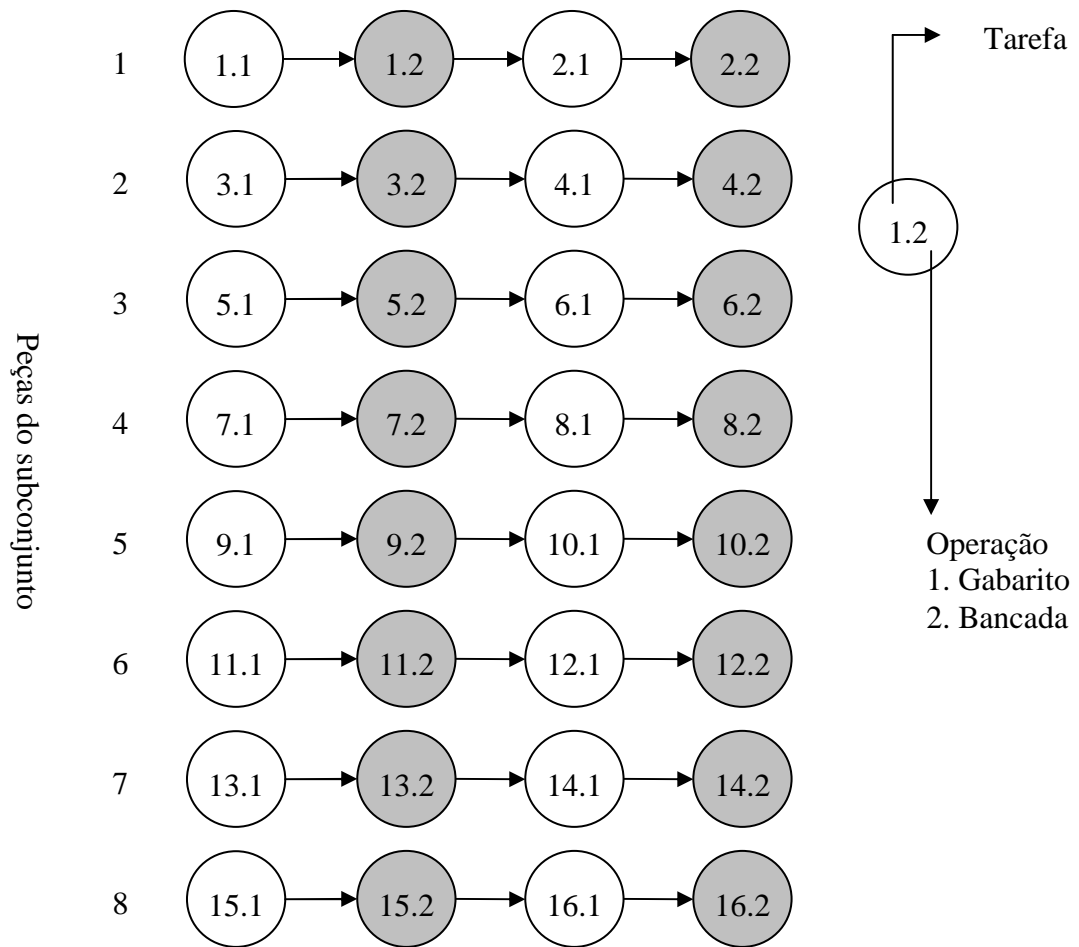 Peças do subconjunto
1 1.1 1.2 2.1 2.2
2 3.1 3.2 4.1 4.2
3 5.1 5.2 6.1 6.2
4 7.1 7.2 8.1 8.2
5 9.1 9.2 10.1 10.2
6 11.1 11.2 12.1 12.2
7 13.1 13.2 14.1 14.2
8 15.1 15.2 16.1 16.2
Tarefa
1.2
Operação
1. Gabarito
2. Bancada